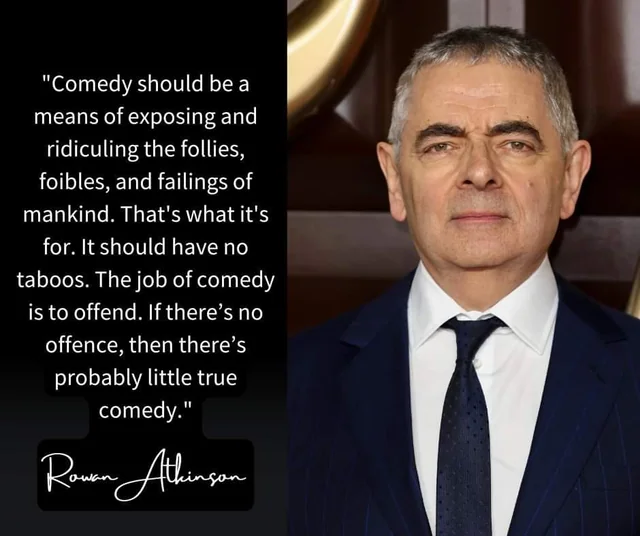 "Comedy should be a
means of exposing and
ridiculing the follies,
foibles, and failings of
mankind. That's what it's
for. It should have no
taboos. The job of comedy
is to offend. If there’s no
offence, then there’s
probably little true
comedy."
Rowan Atkinson